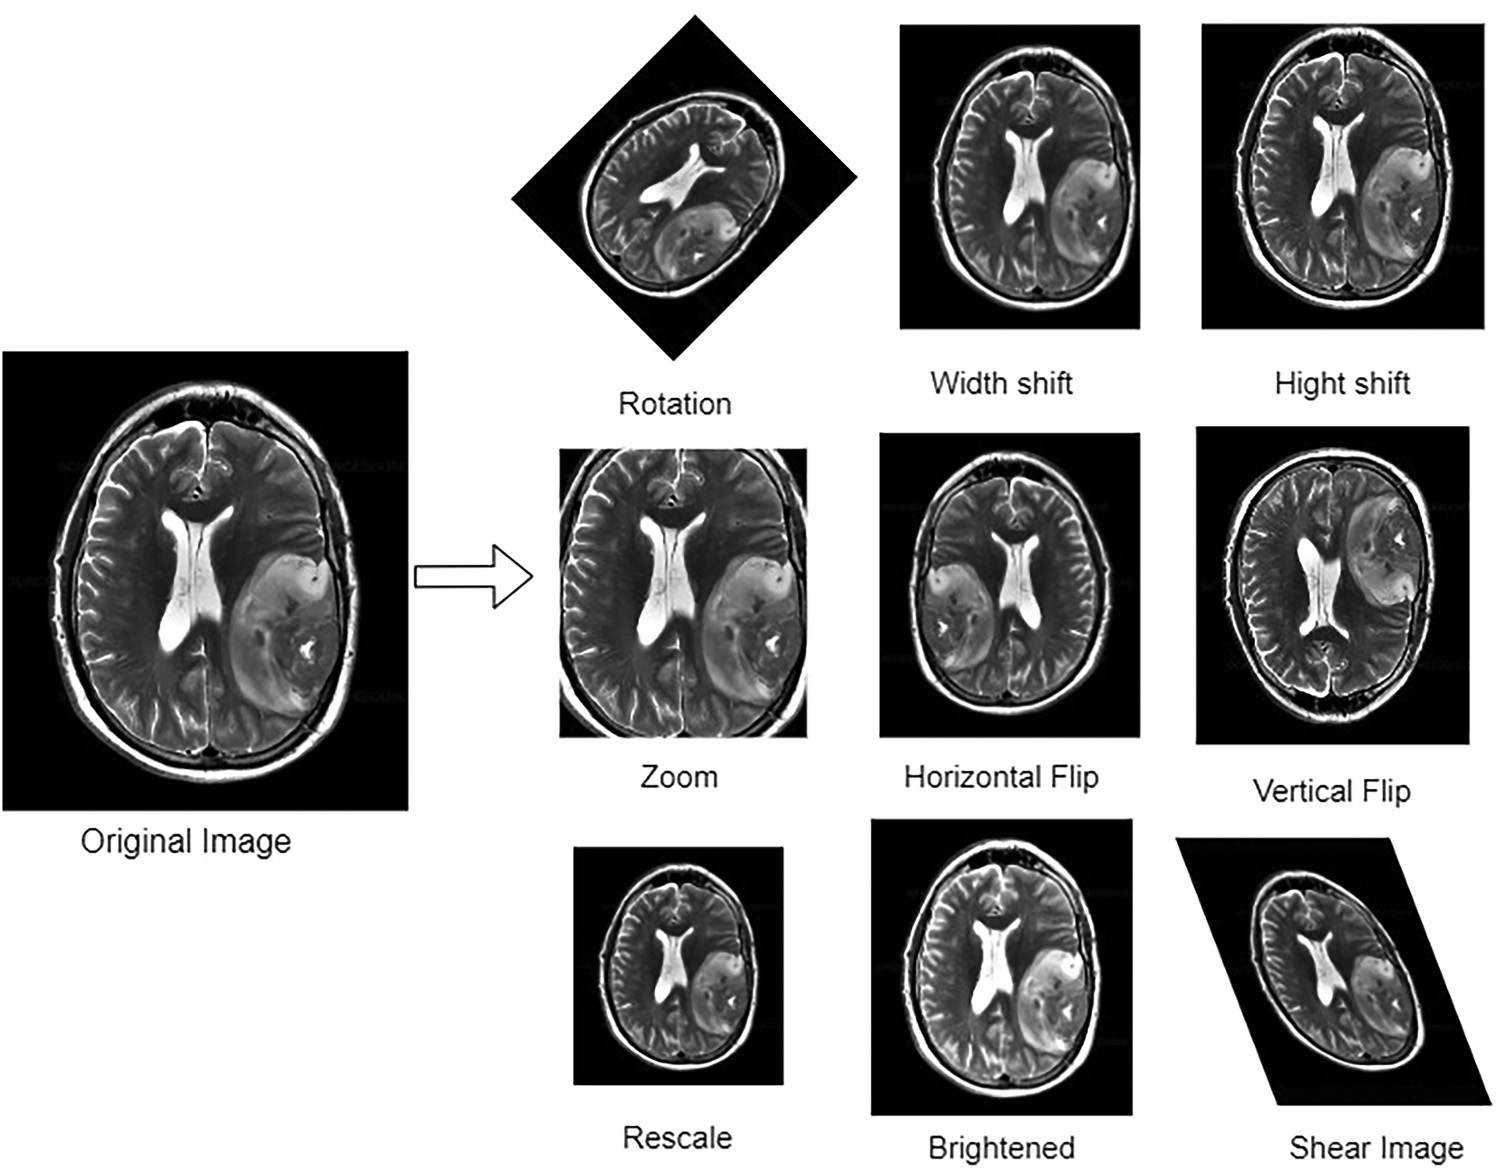 Rotation
Width shift
Hight shift
Original Image
Zoom
Horizontal Flip
Vertical Flip
Rescale
Brightened
Shear Image